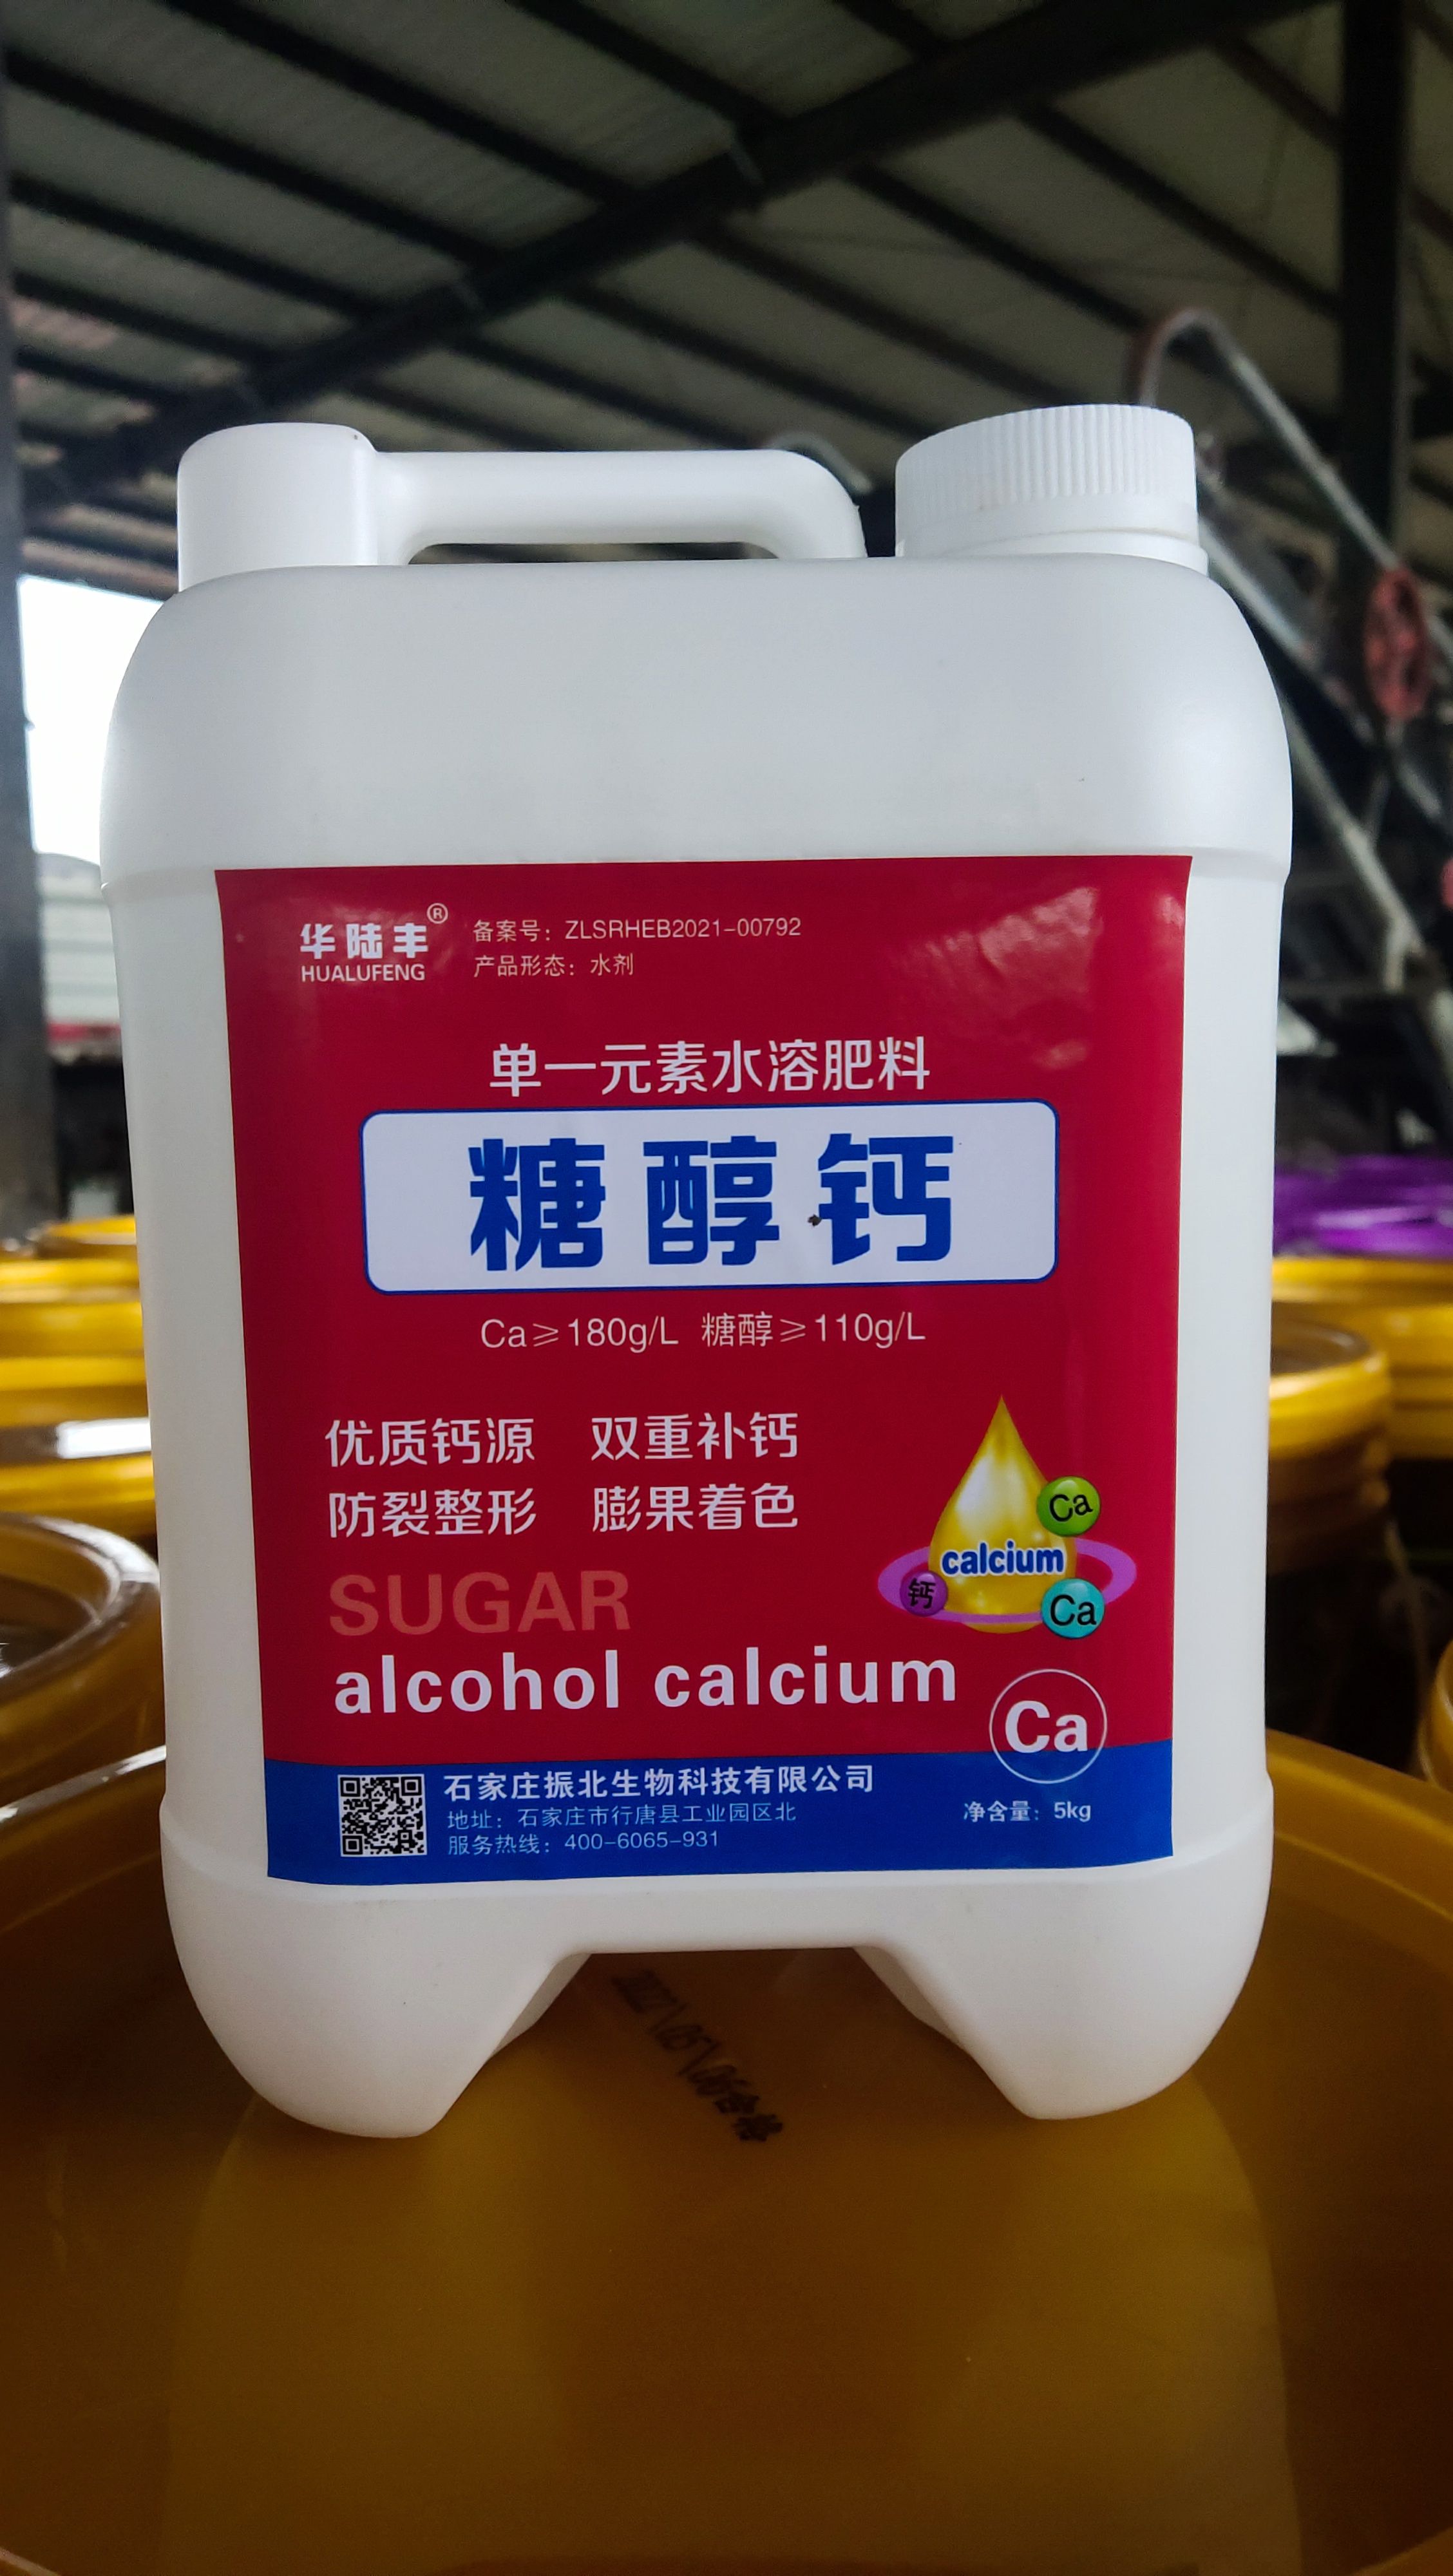 华陆丰®
HUALUFENG
备案号：ZLSRHEB2021-00792
产品形态：水剂
单一元素水溶肥料
糖醇钙
Ca≥180g/L 糖醇≥110g/L
优质钙源 双重补钙
防裂整形 膨果着色
Ca
calcium
钙
Ca
SUGAR
alcohol calcium
Ca
石家庄振北生物科技有限公司
地址：石家庄市行唐县工业园区北
服务热线：400-6065-931
净含量：5kg